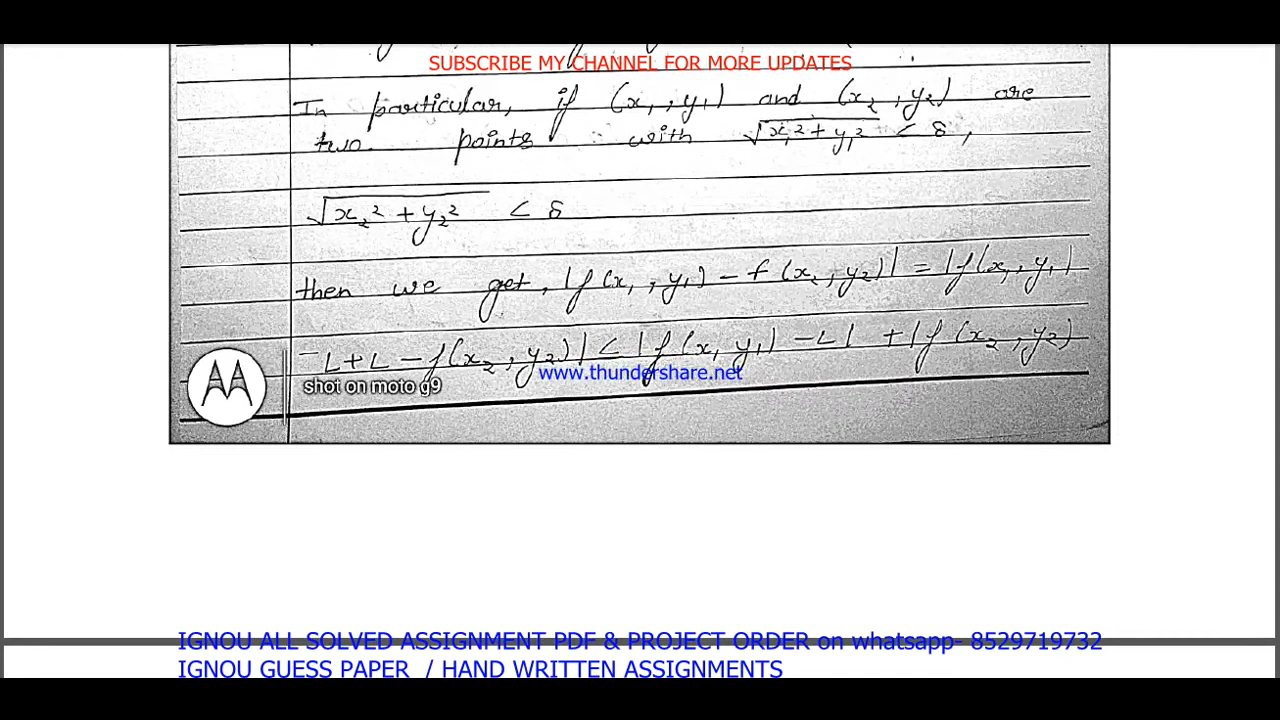 SUBSCRIBE MY CHANNEL FOR MORE UPDATES
In particular, if (x₁, y₁) and (x₂, y₂) are
two points with √x₁² + y₁² < δ,
√x₂² + y₂² < δ
then we get, |f(x₁, y₁) - f(x₂, y₂)| = |f(x₁, y₁)
- L + L - f(x₂, y₂)| < |f(x₁ y₁) - L| + |f(x₂, y₂)
www.thundershare.net
shot on moto g9
IGNOU ALL SOLVED ASSIGNMENT PDF & PROJECT ORDER on whatsapp- 8529719732
IGNOU GUESS PAPER / HAND WRITTEN ASSIGNMENTS